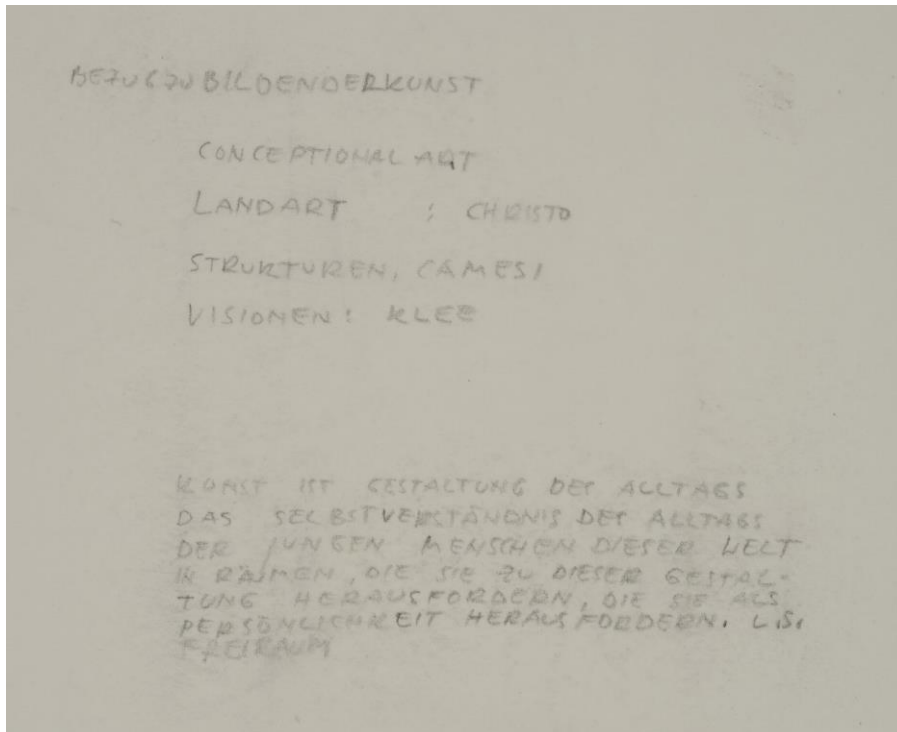 BEZUG ZU BILDENDER KUNST
CONCEPTIONAL ART
LANDART : CHRISTO
STRUKTUREN, CAMESI
VISIONEN: KLEE
KUNST IST GESTALTUNG DES ALLTAGS
DAS SELBSTVERSTÄNDNIS DES ALLTAGS
DER JUNGEN MENSCHEN DIESER WELT
IN RÄUMEN, DIE SIE ZU DIESER GESTAL-
TUNG HERAUSFORDERN, DIE SIE ALS
PERSÖNLICHKEIT HERAUSFORDERN. L.S.
FREIRAUM